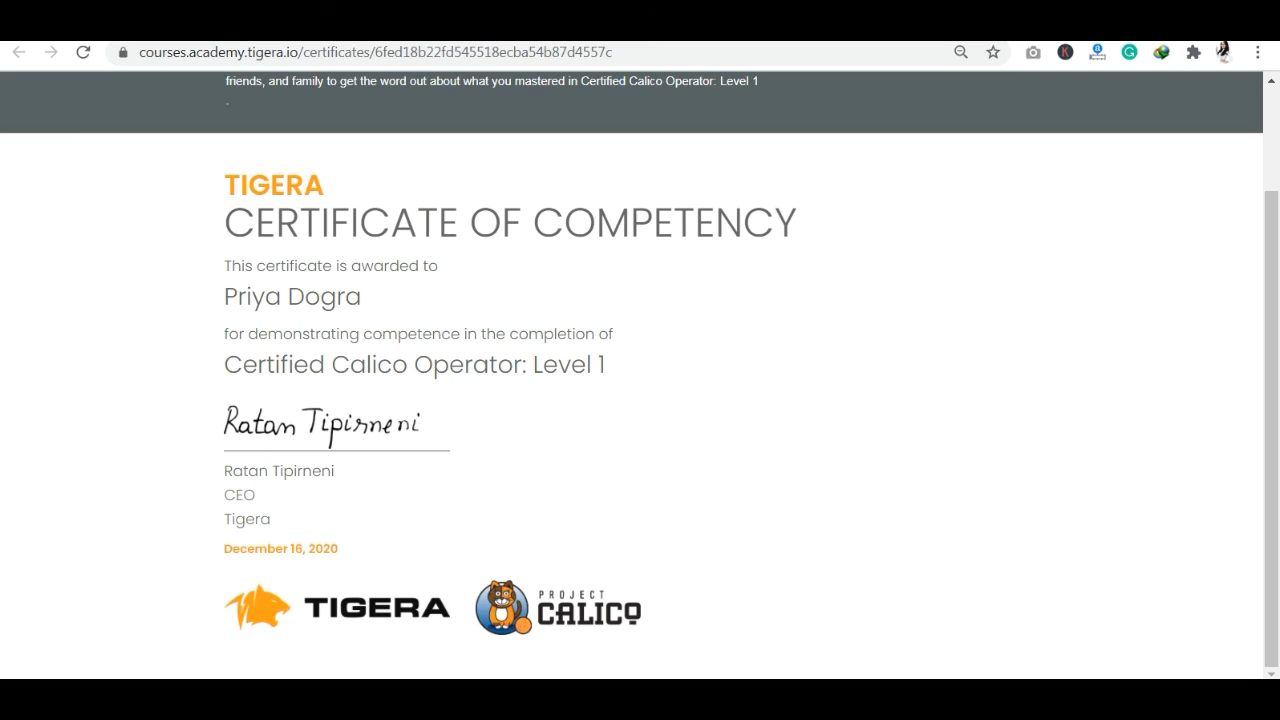 courses.academy.tigera.io/certificates/6fed18b22fd545518ecba54b87d4557c
friends, and family to get the word out about what you mastered in Certified Calico Operator: Level 1
.
TIGERA
CERTIFICATE OF COMPETENCY
This certificate is awarded to
Priya Dogra
for demonstrating competence in the completion of
Certified Calico Operator: Level 1
Ratan Tipirneni
Ratan Tipirneni
CEO
Tigera
December 16, 2020
TIGERA
PROJECT
CALICO